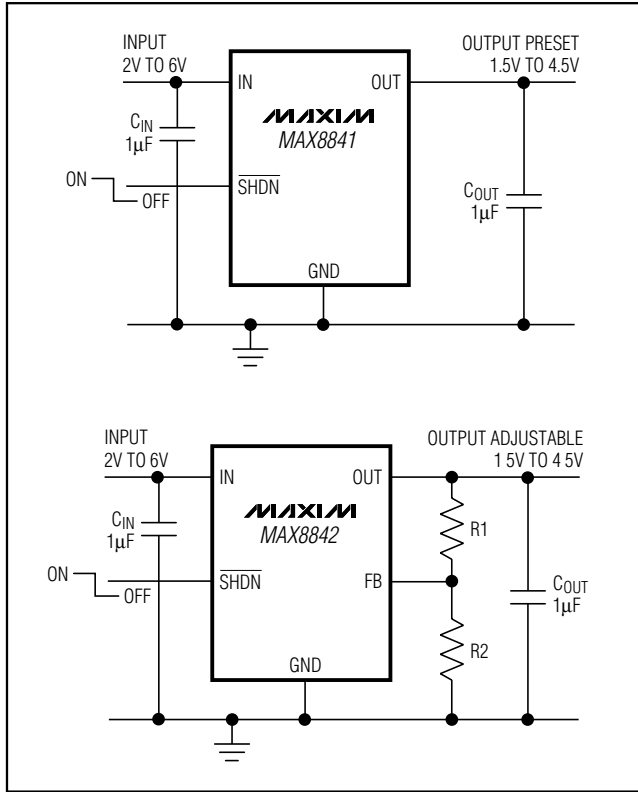 INPUT
2V TO 6V
OUTPUT PRESET
1.5V TO 4.5V
IN
OUT
MAXIM
MAX8841
CIN
1µF
ON
OFF
SHDN
COUT
1µF
GND
INPUT
2V TO 6V
OUTPUT ADJUSTABLE
1 5V TO 4 5V
IN
OUT
MAXIM
MAX8842
R1
CIN
1µF
ON
OFF
SHDN
FB
COUT
1µF
R2
GND